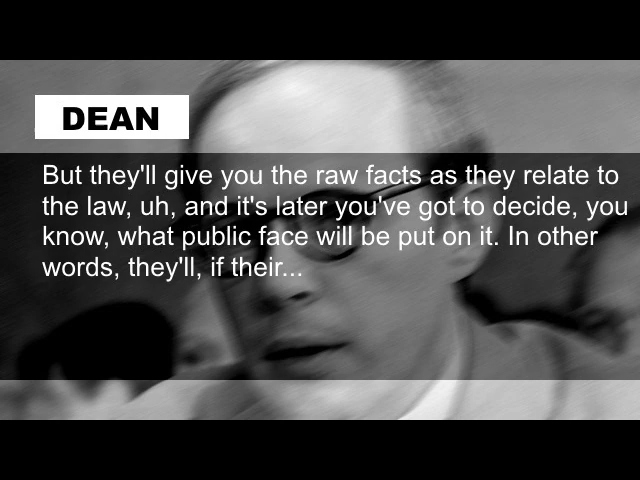 DEAN
But they'll give you the raw facts as they relate to
the law, uh, and it's later you've got to decide, you
know, what public face will be put on it. In other
words, they'll, if their...